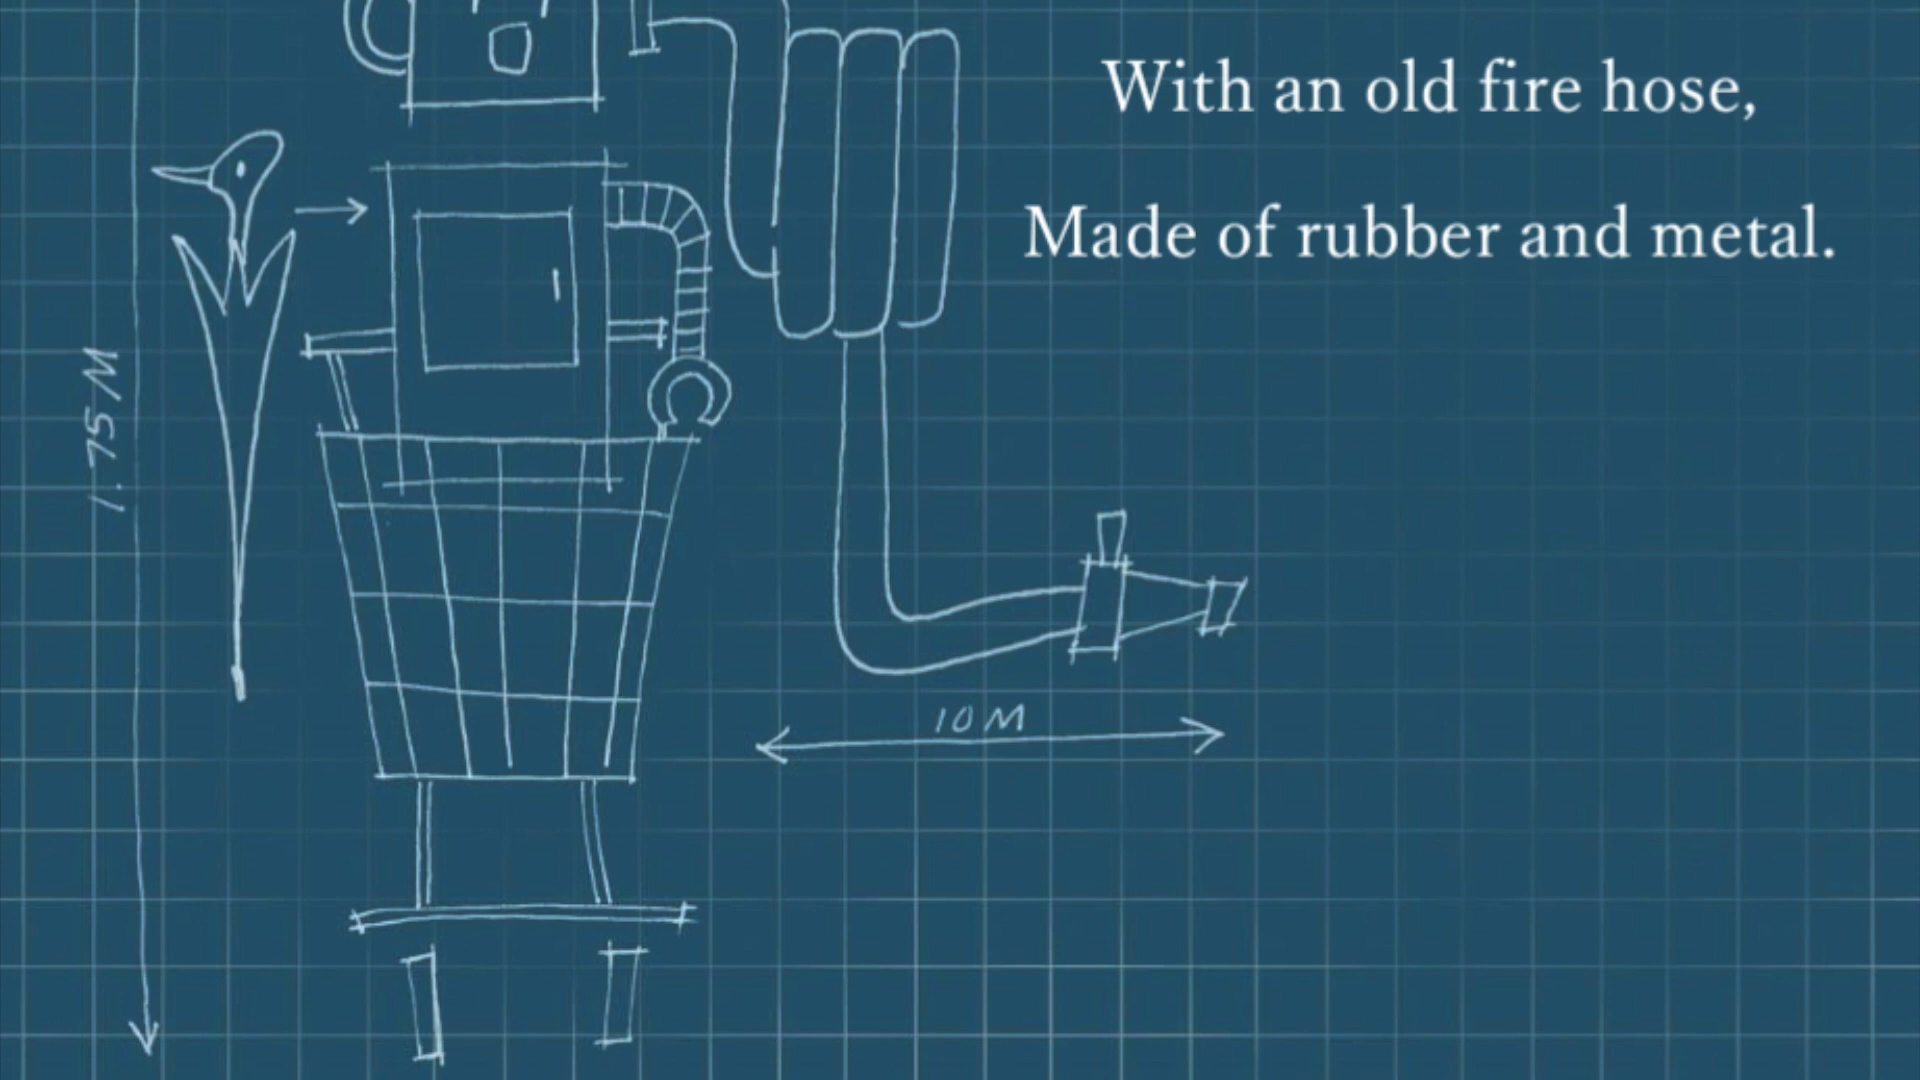 With an old fire hose,
Made of rubber and metal.
1.75M
10M